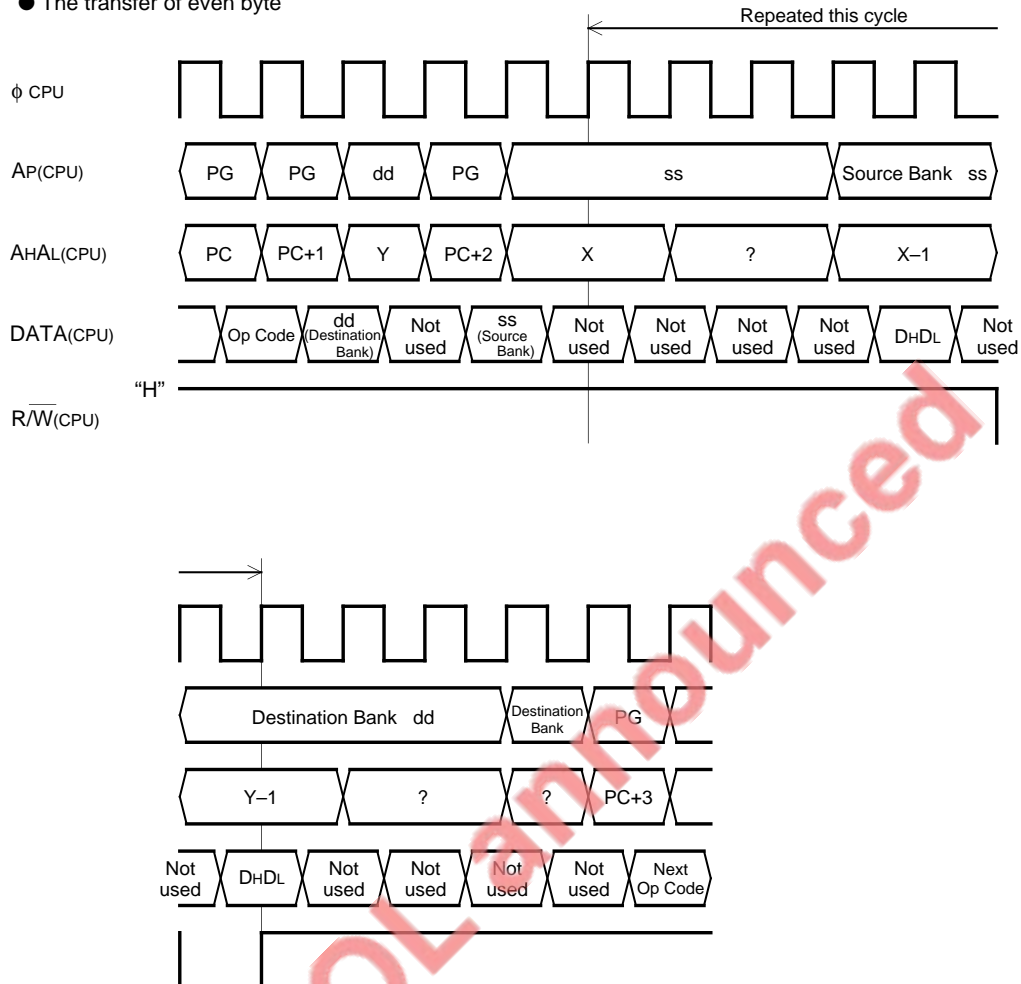 ● The transfer of even byte
Repeated this cycle
ϕ CPU
AP(CPU) PG PG dd PG ss Source Bank ss
AHAL(CPU) PC PC+1 Y PC+2 X ? X–1
DATA(CPU) Op Code dd (Destination Bank) Not used ss (Source Bank) Not used Not used Not used Not used DHDL Not used
“H”
R/W(CPU)
Destination Bank dd Destination Bank PG
Y–1 ? ? PC+3
Not used DHDL Not used Not used Not used Not used Next Op Code
OL announced